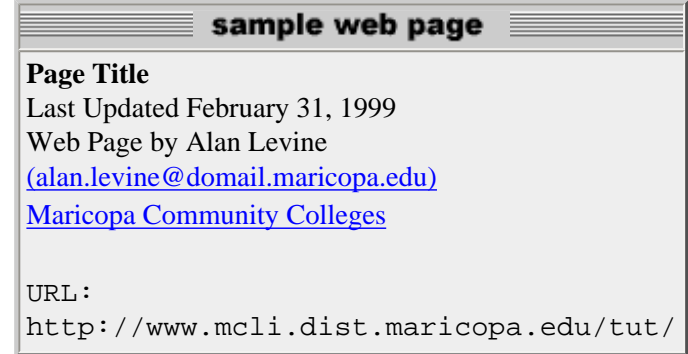 sample web page
Page Title
Last Updated February 31, 1999
Web Page by Alan Levine
(alan.levine@domail.maricopa.edu)
Maricopa Community Colleges
URL:
http://www.mcli.dist.maricopa.edu/tut/